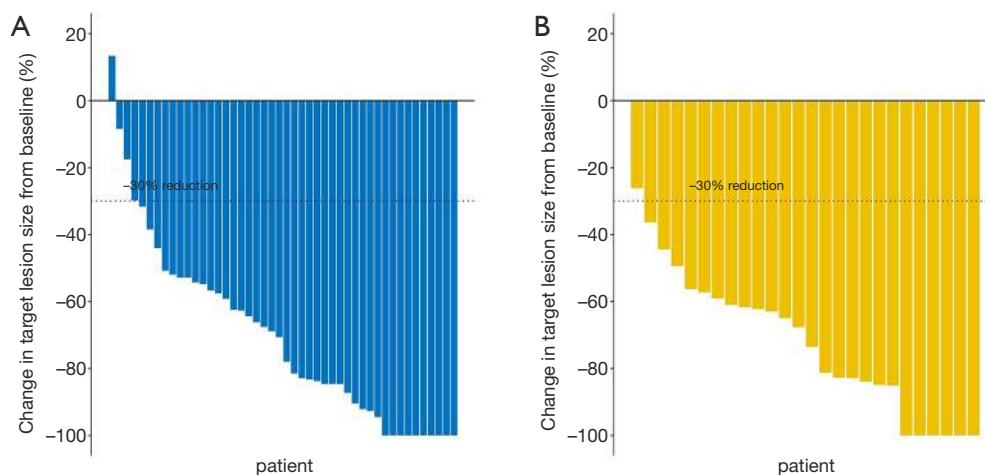 A
Change in target lesion size from baseline (%)
20
0
−20
−40
−60
−80
−100
−30% reduction
patient
B
Change in target lesion size from baseline (%)
20
0
−20
−40
−60
−80
−100
−30% reduction
patient